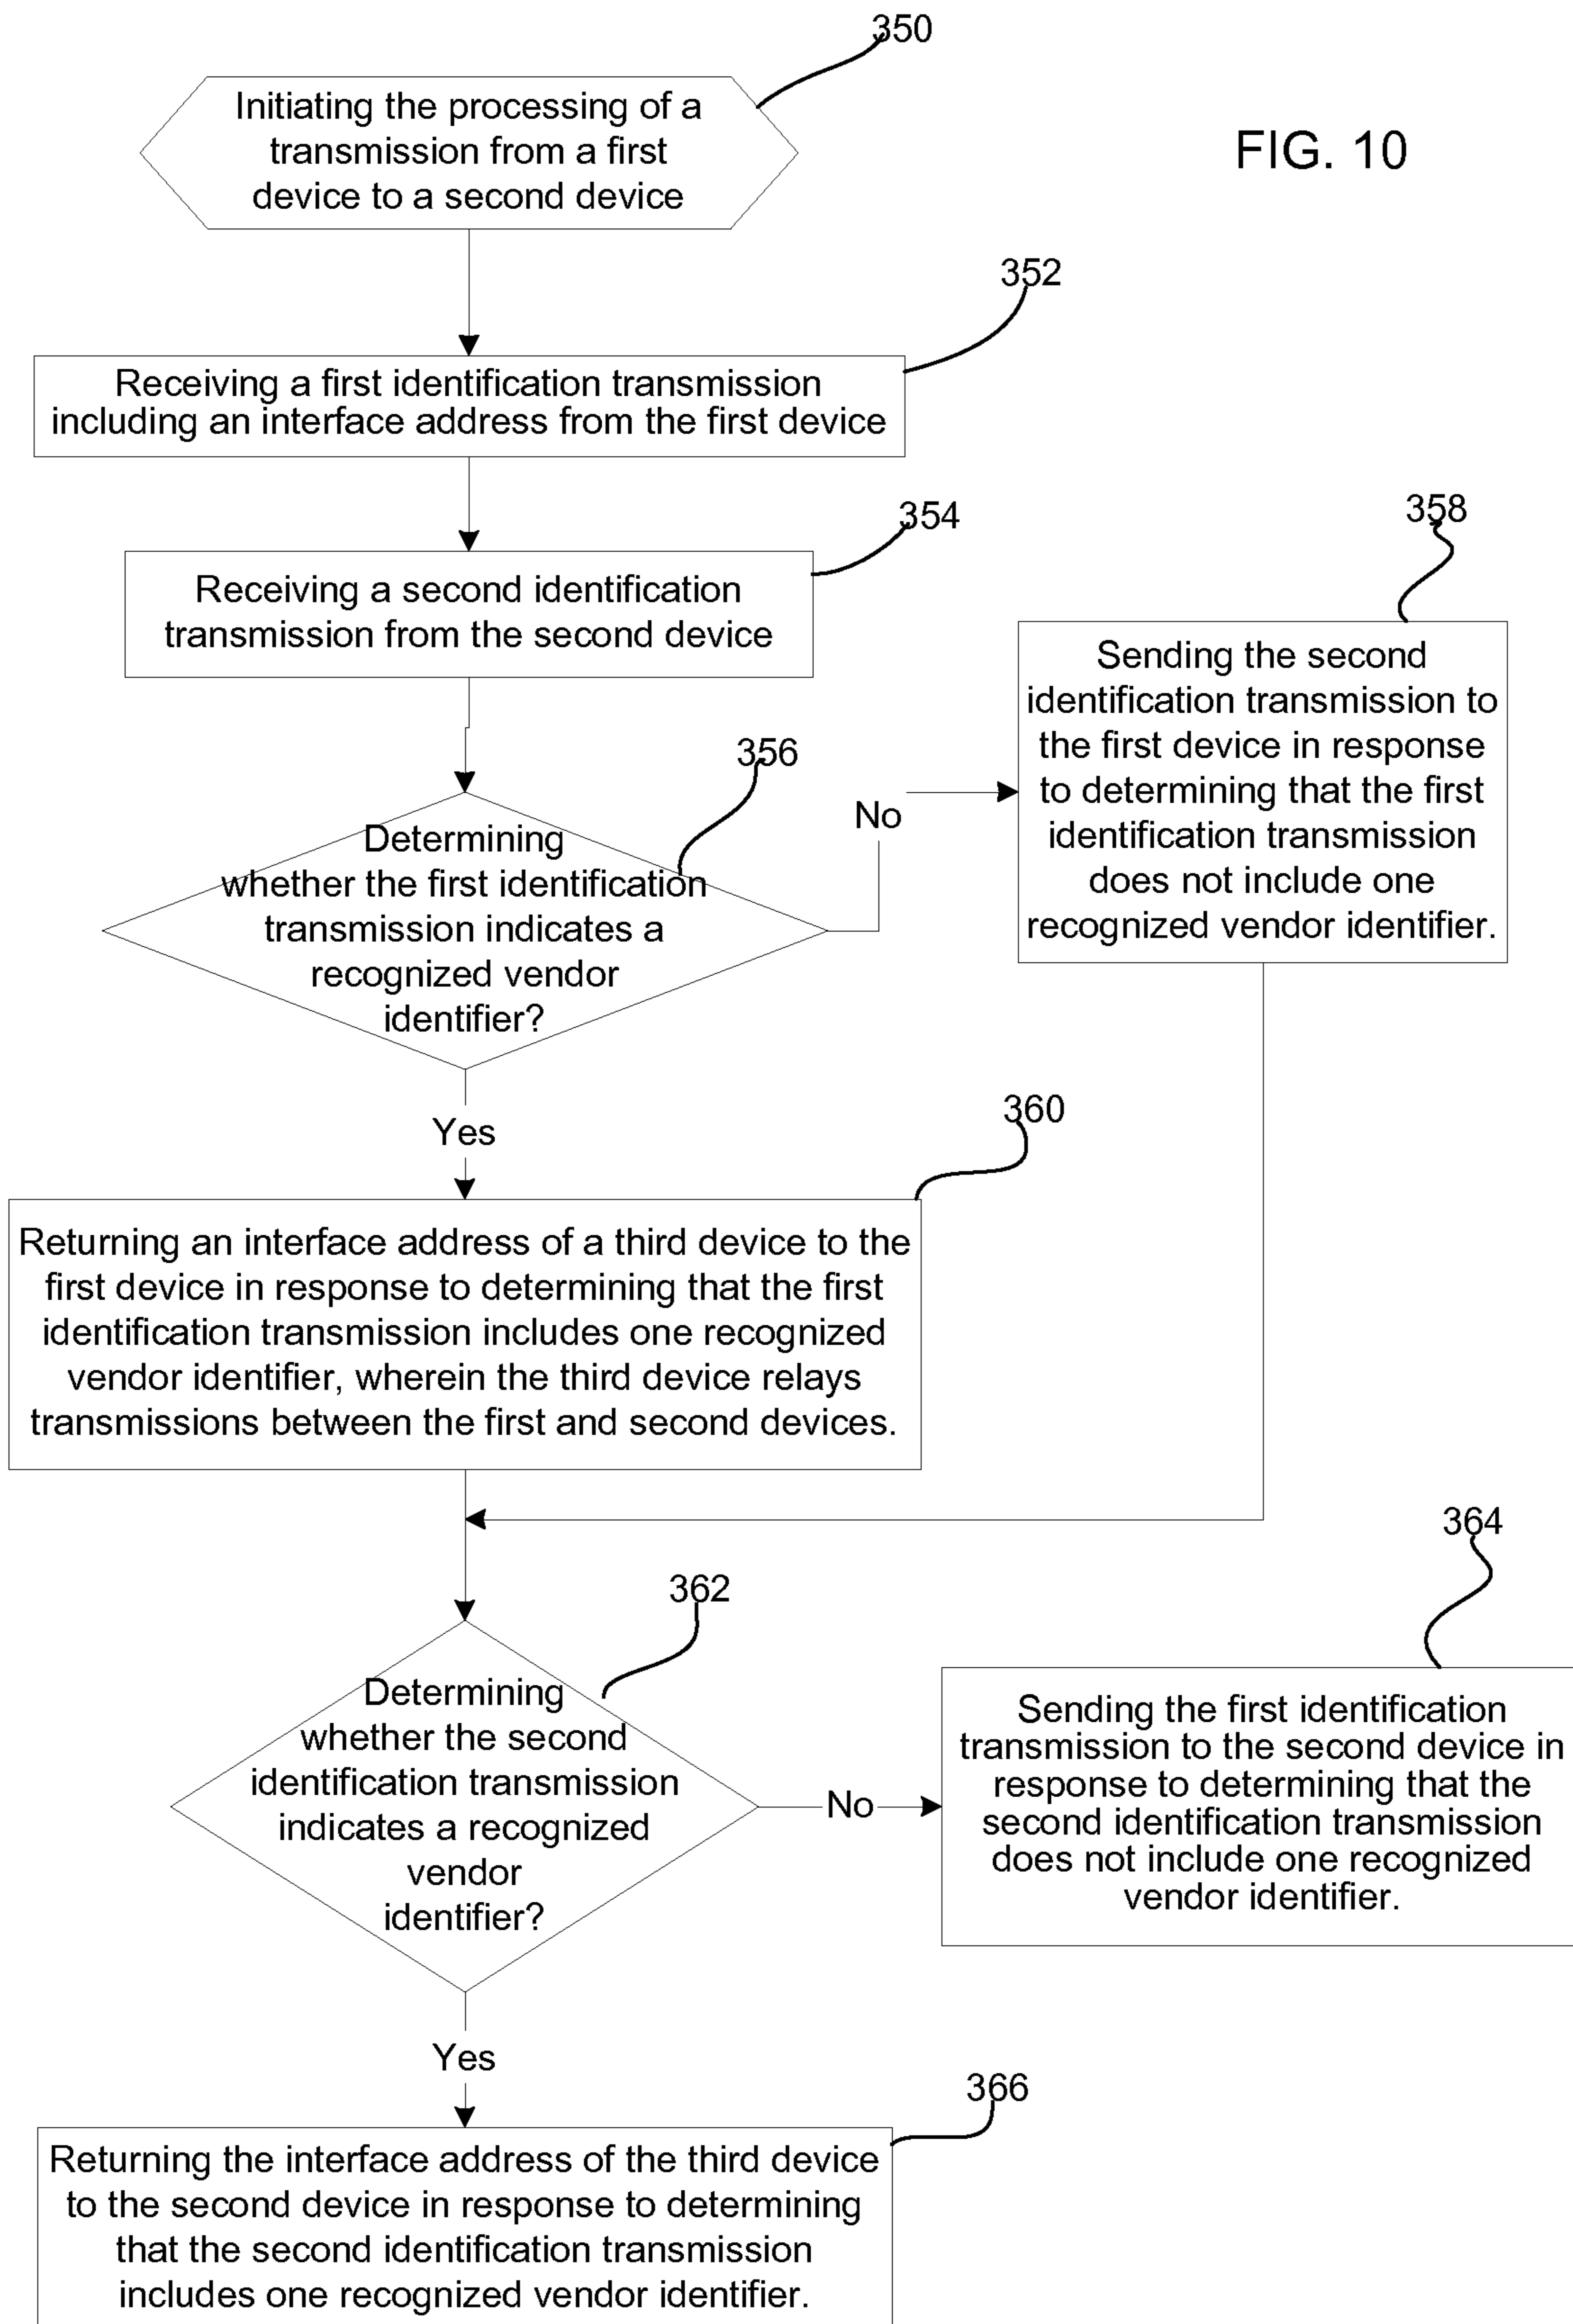 350
Initiating the processing of a
transmission from a first
device to a second device
FIG. 10
352
Receiving a first identification transmission
including an interface address from the first device
354
Receiving a second identification
transmission from the second device
358
Sending the second
identification transmission to
the first device in response
to determining that the first
identification transmission
does not include one
recognized vendor identifier.
356
No
Determining
whether the first identification
transmission indicates a
recognized vendor
identifier?
Yes
360
Returning an interface address of a third device to the
first device in response to determining that the first
identification transmission includes one recognized
vendor identifier, wherein the third device relays
transmissions between the first and second devices.
362
Determining
whether the second
identification transmission
indicates a recognized
vendor
identifier?
No
364
Sending the first identification
transmission to the second device in
response to determining that the
second identification transmission
does not include one recognized
vendor identifier.
Yes
366
Returning the interface address of the third device
to the second device in response to determining
that the second identification transmission
includes one recognized vendor identifier.